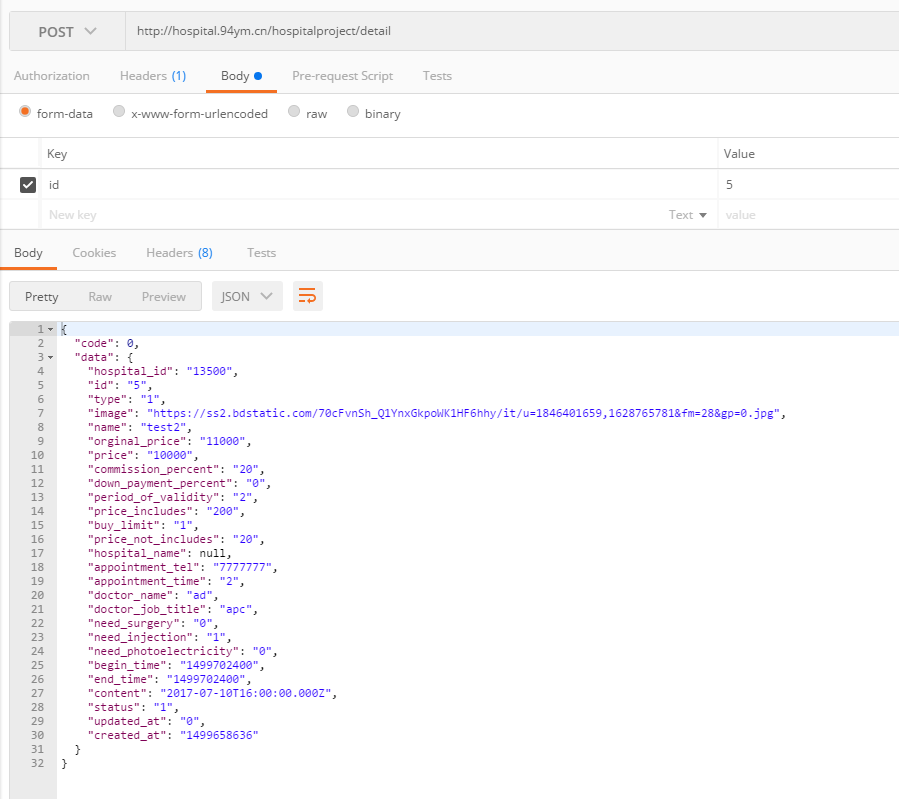 POST http://hospital.94ym.cn/hospitalproject/detail
Authorization Headers (1) Body Pre-request Script Tests
form-data x-www-form-urlencoded raw binary
Key Value
id 5
New key Text value
Body Cookies Headers (8) Tests
Pretty Raw Preview JSON
1 {
2 "code": 0,
3 "data": {
4 "hospital_id": "13500",
5 "id": "5",
6 "type": "1",
7 "image": "https://ss2.bdstatic.com/70cFvnSh_Q1YnxGkpoWK1HF6hhy/it/u=1846401659,1628765781&fm=28&gp=0.jpg",
8 "name": "test2",
9 "orginal_price": "11000",
10 "price": "10000",
11 "commission_percent": "20",
12 "down_payment_percent": "0",
13 "period_of_validity": "2",
14 "price_includes": "200",
15 "buy_limit": "1",
16 "price_not_includes": "20",
17 "hospital_name": null,
18 "appointment_tel": "7777777",
19 "appointment_time": "2",
20 "doctor_name": "ad",
21 "doctor_job_title": "apc",
22 "need_surgery": "0",
23 "need_injection": "1",
24 "need_photoelectricity": "0",
25 "begin_time": "1499702400",
26 "end_time": "1499702400",
27 "content": "2017-07-10T16:00:00.000Z",
28 "status": "1",
29 "updated_at": "0",
30 "created_at": "1499658636"
31 }
32 }